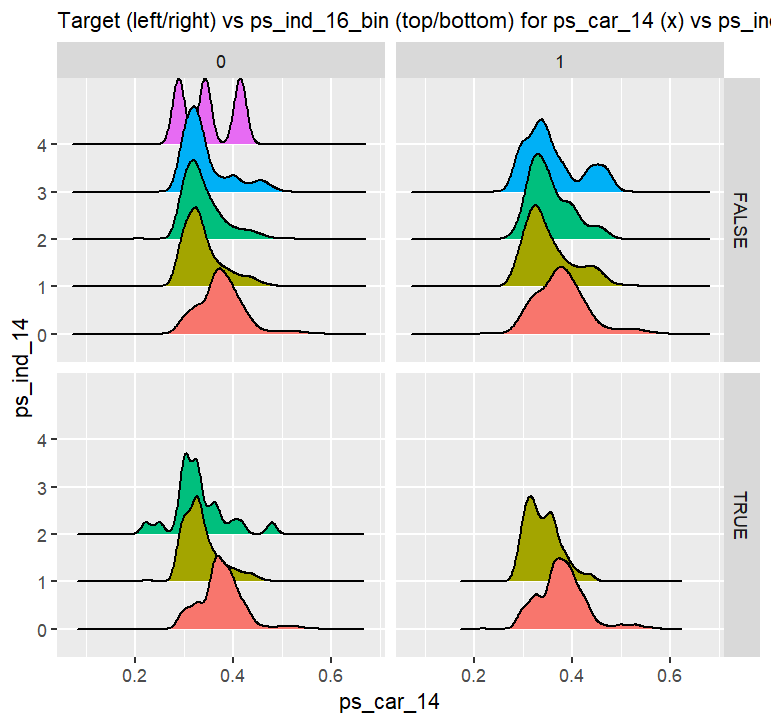 Target (left/right) vs ps_ind_16_bin (top/bottom) for ps_car_14 (x) vs
0 1
4
3
2
1
0
FALSE
4
3
2
1
0
TRUE
ps_ind_14
0.2 0.4 0.6 0.2 0.4 0.6
ps_car_14